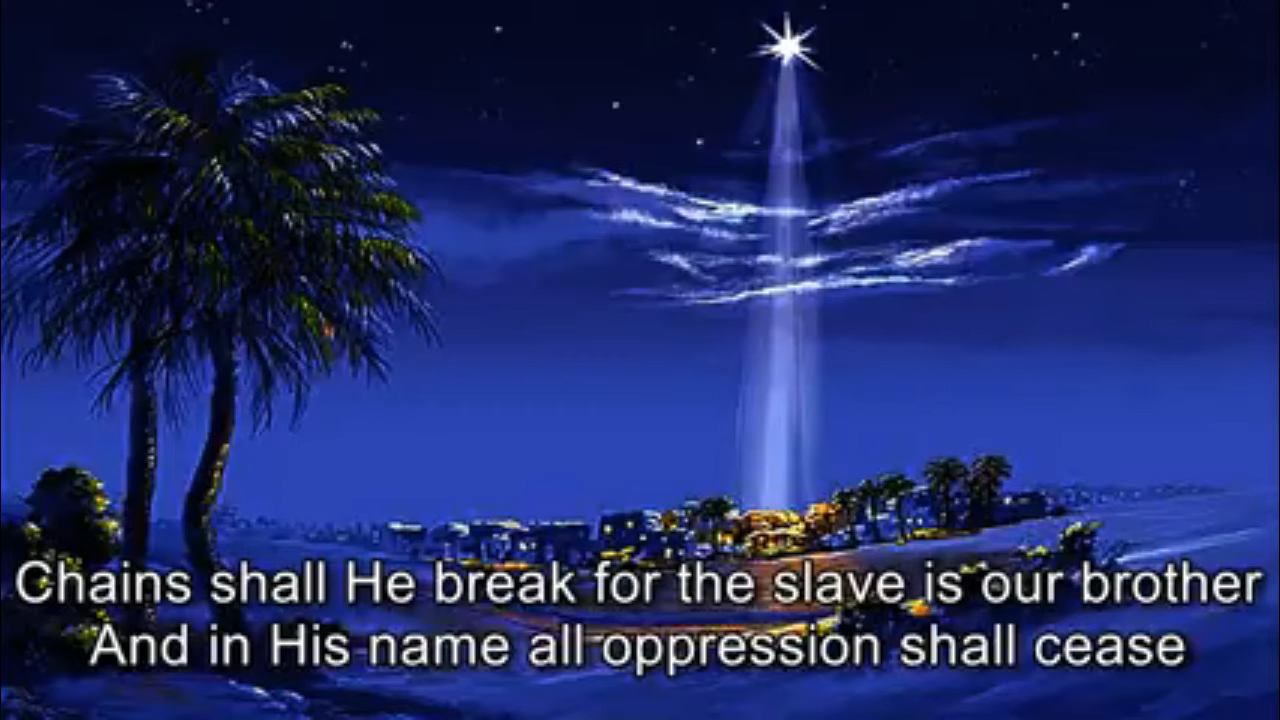 Chains shall He break for the slave is our brother
And in His name all oppression shall cease